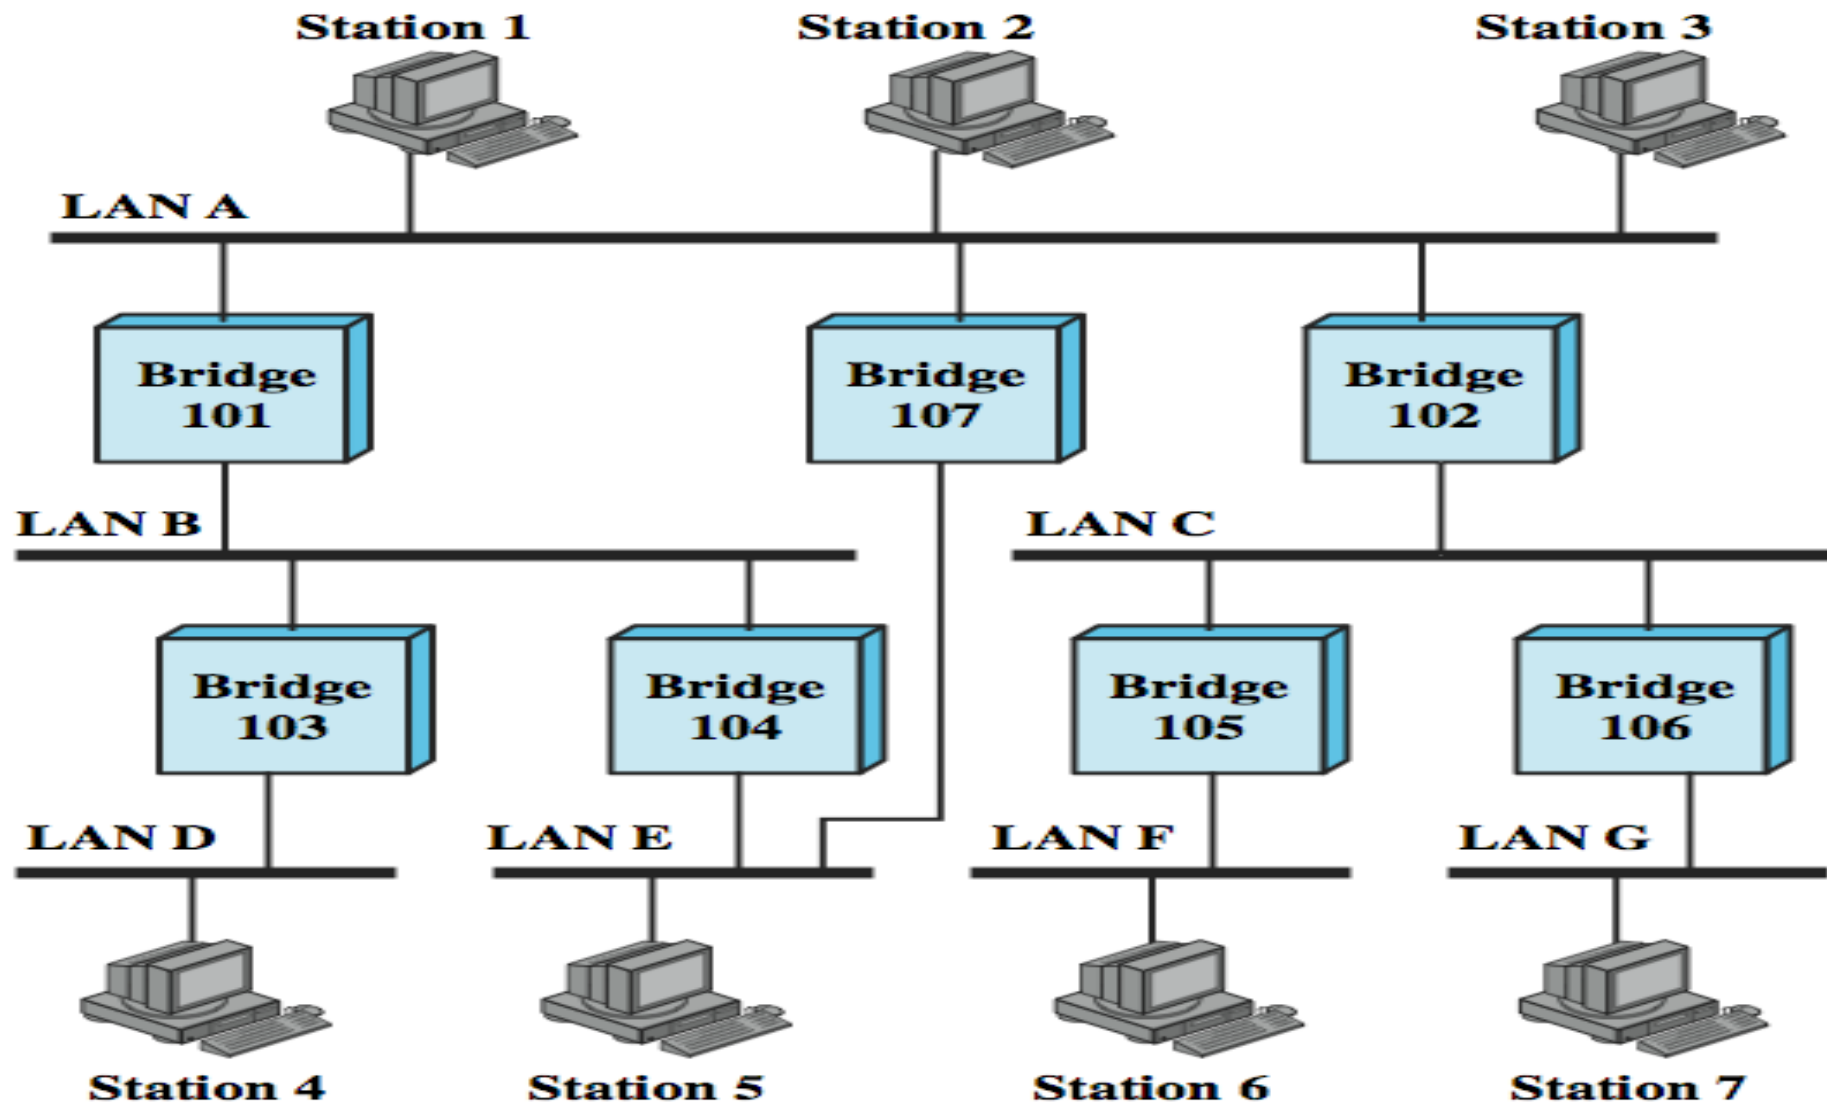 Station 1
Station 2
Station 3
LAN A
Bridge
101
Bridge
107
Bridge
102
LAN B
LAN C
Bridge
103
Bridge
104
Bridge
105
Bridge
106
LAN D
LAN E
LAN F
LAN G
Station 4
Station 5
Station 6
Station 7